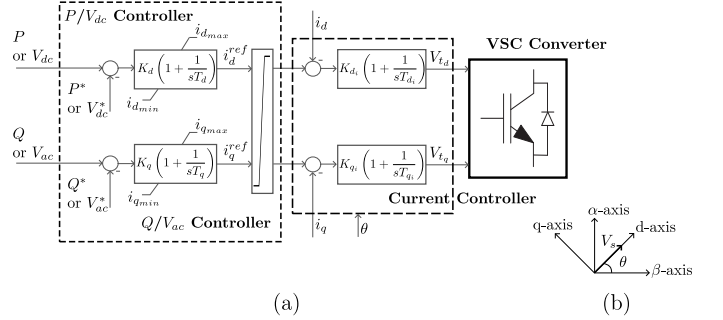 P/V_dc Controller
P
or V_dc
P*
or V*_dc
i_dmax
K_d (1 + 1/sT_d)
i_dmin
i_d^ref
i_d
-
-
K_di (1 + 1/sT_di)
V_td
VSC Converter
Q
or V_ac
Q*
or V*_ac
i_qmax
K_q (1 + 1/sT_q)
i_qmin
i_q^ref
-
-
K_qi (1 + 1/sT_qi)
V_tq
Current Controller
Q/V_ac Controller
i_q
θ
α-axis
q-axis
d-axis
V_s
θ
β-axis
(a)
(b)